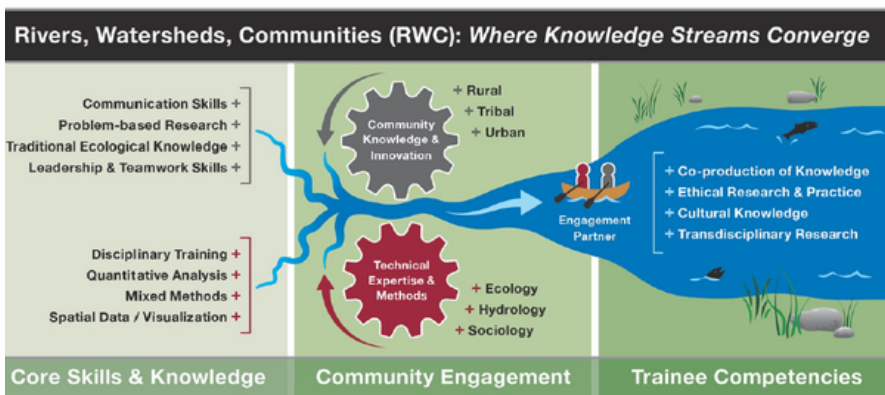 Rivers, Watersheds, Communities (RWC): Where Knowledge Streams Converge
Communication Skills +
Problem-based Research +
Traditional Ecological Knowledge +
Leadership & Teamwork Skills +
Disciplinary Training +
Quantitative Analysis +
Mixed Methods +
Spatial Data / Visualization +
Core Skills & Knowledge
Community
Knowledge &
Innovation
+ Rural
+ Tribal
+ Urban
Technical
Expertise &
Methods
+ Ecology
+ Hydrology
+ Sociology
Engagement
Partner
Community Engagement
+ Co-production of Knowledge
+ Ethical Research & Practice
+ Cultural Knowledge
+ Transdisciplinary Research
Trainee Competencies